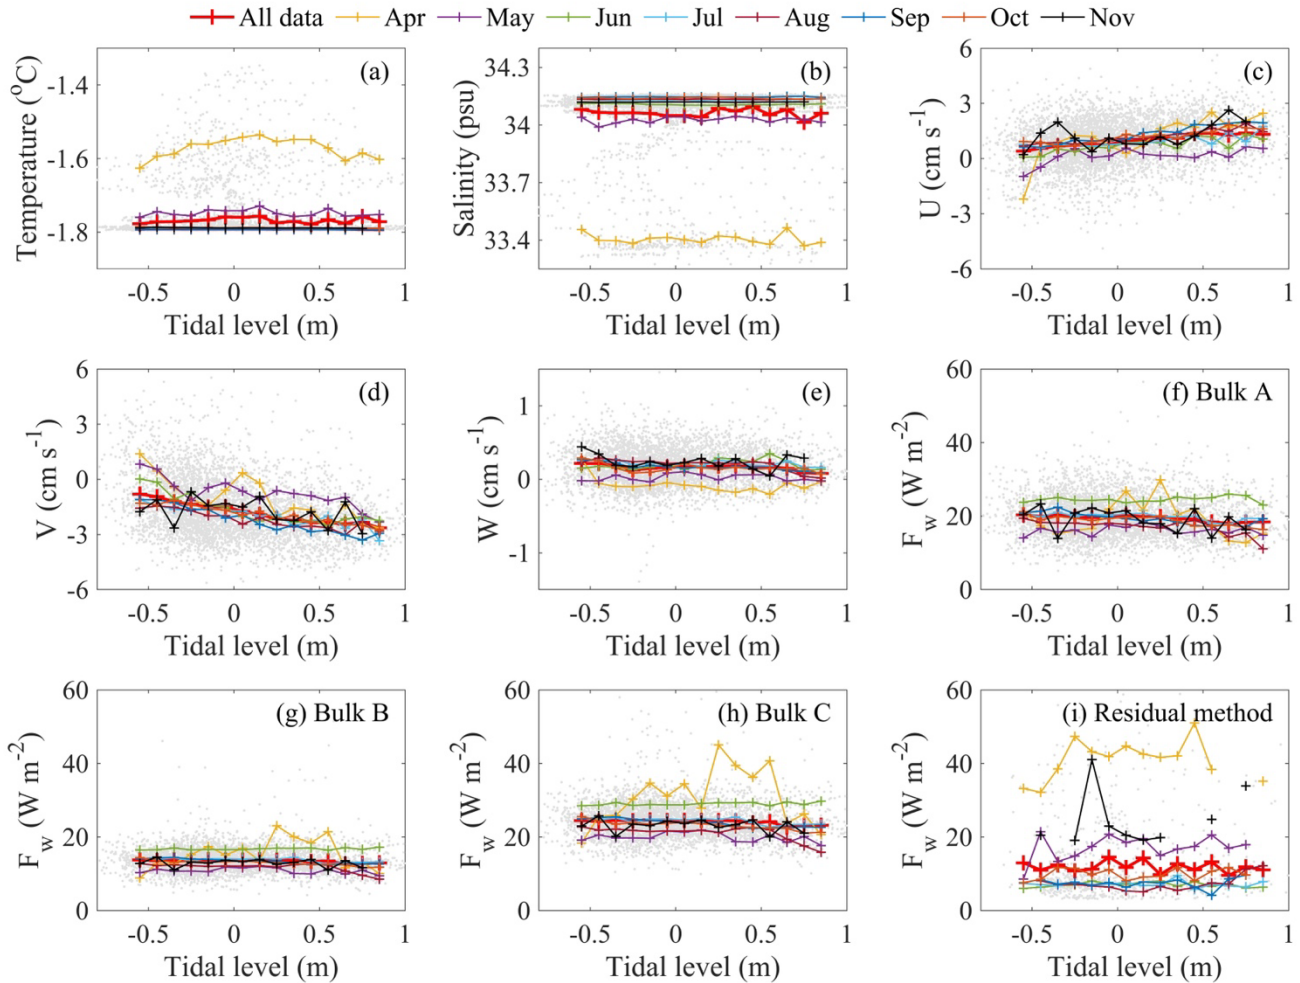 All data Apr May Jun Jul Aug Sep Oct Nov
(a)
Temperature (°C)
-1.4
-1.6
-1.8
-0.5 0 0.5 1
Tidal level (m)
(b)
Salinity (psu)
34.3
34
33.7
33.4
-0.5 0 0.5 1
Tidal level (m)
(c)
U (cm s⁻¹)
6
3
0
-3
-6
-0.5 0 0.5 1
Tidal level (m)
(d)
V (cm s⁻¹)
6
3
0
-3
-6
-0.5 0 0.5 1
Tidal level (m)
(e)
W (cm s⁻¹)
1
0
-1
-0.5 0 0.5 1
Tidal level (m)
(f) Bulk A
F_w (W m⁻²)
60
40
20
0
-0.5 0 0.5 1
Tidal level (m)
(g) Bulk B
F_w (W m⁻²)
60
40
20
0
-0.5 0 0.5 1
Tidal level (m)
(h) Bulk C
F_w (W m⁻²)
60
40
20
0
-0.5 0 0.5 1
Tidal level (m)
(i) Residual method
F_w (W m⁻²)
60
40
20
0
-0.5 0 0.5 1
Tidal level (m)